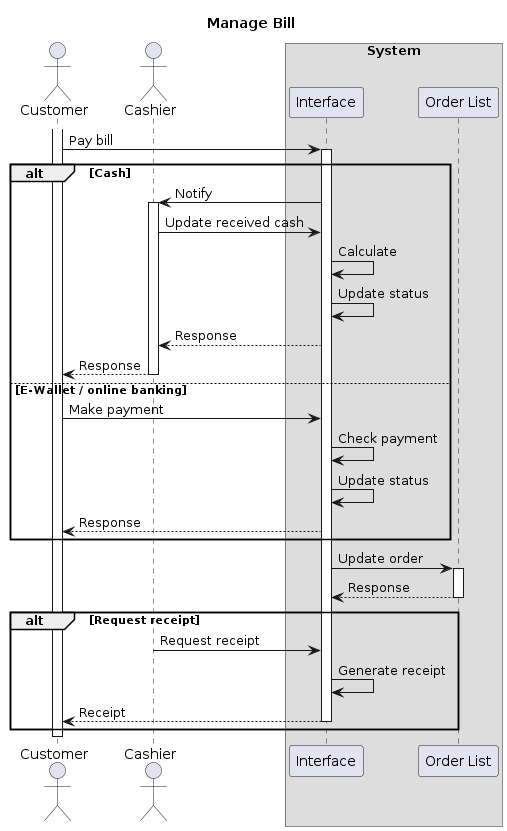 Manage Bill
System
Customer
Cashier
Interface
Order List
Pay bill
alt
[Cash]
Notify
Update received cash
Calculate
Update status
Response
Response
[E-Wallet / online banking]
Make payment
Check payment
Update status
Response
Update order
Response
alt
[Request receipt]
Request receipt
Generate receipt
Receipt
Customer
Cashier
Interface
Order List